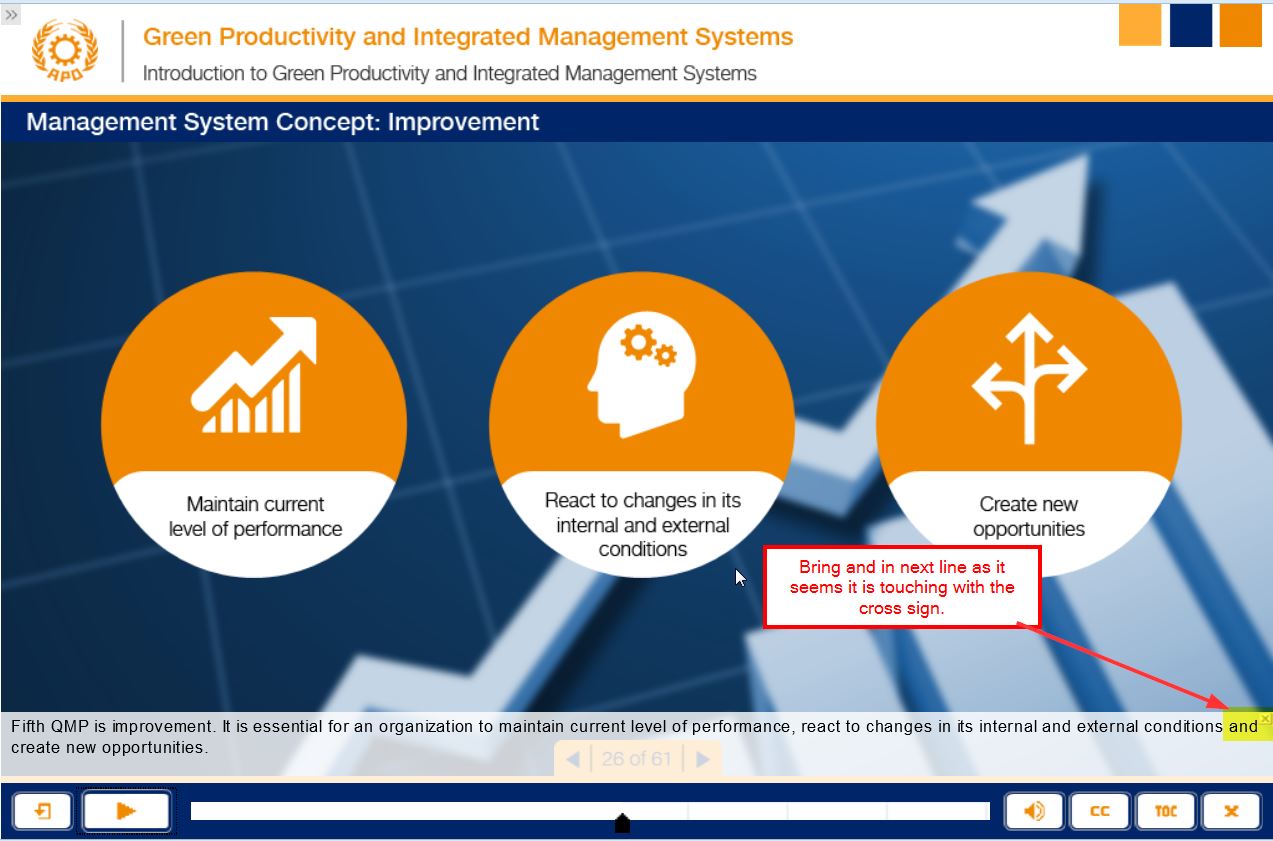 »
APO
Green Productivity and Integrated Management Systems
Introduction to Green Productivity and Integrated Management Systems
Management System Concept: Improvement
Maintain current
level of performance
React to changes in its
internal and external
conditions
Create new
opportunities
Bring and in next line as it
seems it is touching with the
cross sign.
Fifth QMP is improvement. It is essential for an organization to maintain current level of performance, react to changes in its internal and external conditions and
create new opportunities.
26 of 61
CC
TOC